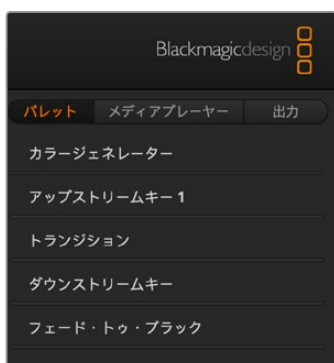 Blackmagicdesign
パレット メディアプレーヤー 出力
カラージェネレーター
アップストリームキー 1
トランジション
ダウンストリームキー
フェード・トゥ・ブラック